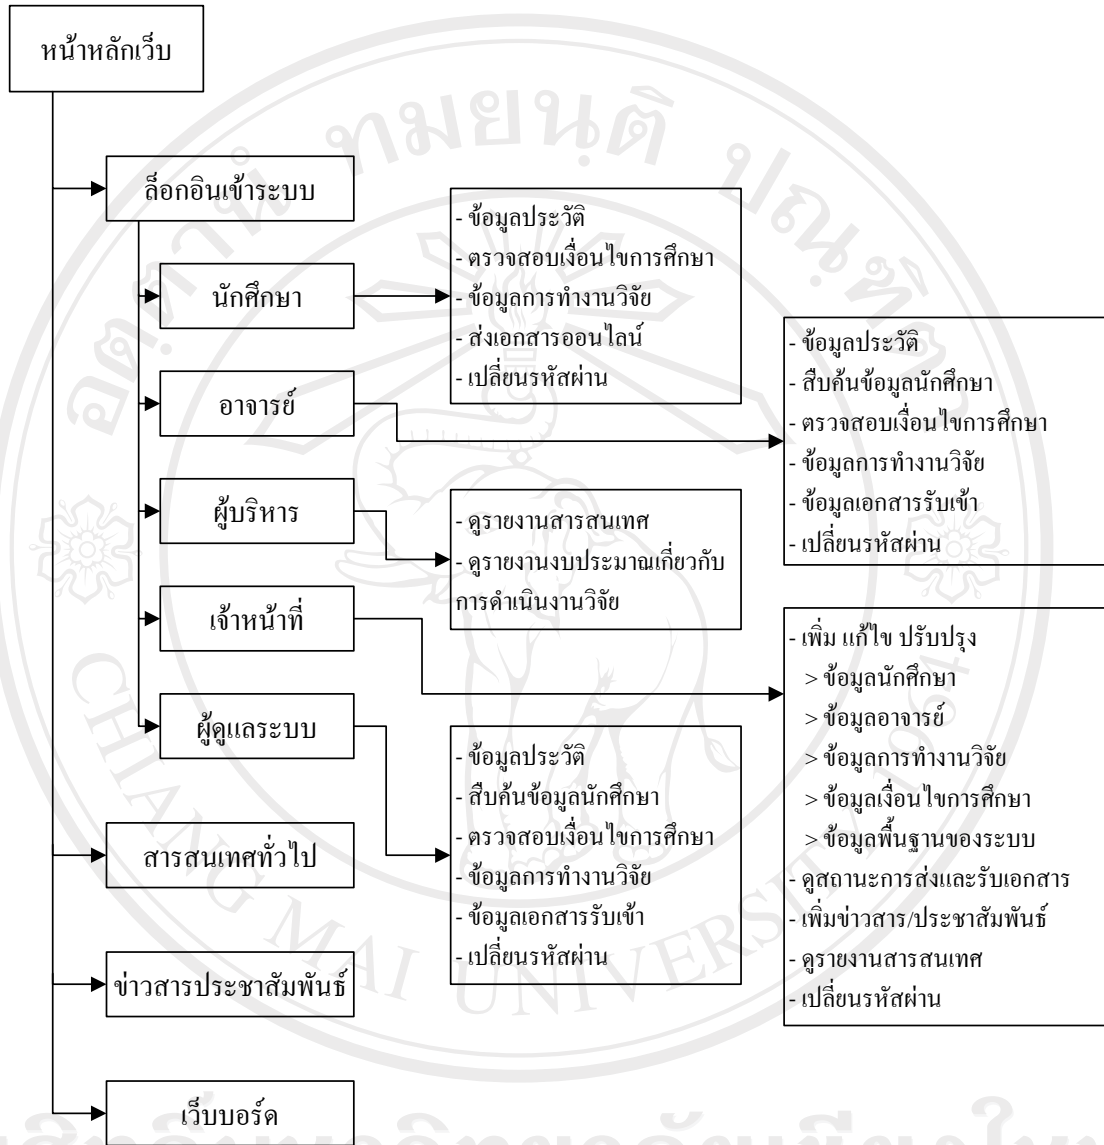 หน้าหลักเว็บ
ล็อกอินเข้าระบบ
นักศึกษา
- ข้อมูลประวัติ
- ตรวจสอบเงื่อนไขการศึกษา
- ข้อมูลการทำงานวิจัย
- ส่งเอกสารออนไลน์
- เปลี่ยนรหัสผ่าน
อาจารย์
- ข้อมูลประวัติ
- สืบค้นข้อมูลนักศึกษา
- ตรวจสอบเงื่อนไขการศึกษา
- ข้อมูลการทำงานวิจัย
- ข้อมูลเอกสารรับเข้า
- เปลี่ยนรหัสผ่าน
ผู้บริหาร
- ดูรายงานสารสนเทศ
- ดูรายงานงบประมาณเกี่ยวกับ
การดำเนินงานวิจัย
เจ้าหน้าที่
- เพิ่ม แก้ไข ปรับปรุง
> ข้อมูลนักศึกษา
> ข้อมูลอาจารย์
> ข้อมูลการทำงานวิจัย
> ข้อมูลเงื่อนไขการศึกษา
> ข้อมูลพื้นฐานของระบบ
- ดูสถานะการส่งและรับเอกสาร
- เพิ่มข่าวสาร/ประชาสัมพันธ์
- ดูรายงานสารสนเทศ
- เปลี่ยนรหัสผ่าน
ผู้ดูแลระบบ
- ข้อมูลประวัติ
- สืบค้นข้อมูลนักศึกษา
- ตรวจสอบเงื่อนไขการศึกษา
- ข้อมูลการทำงานวิจัย
- ข้อมูลเอกสารรับเข้า
- เปลี่ยนรหัสผ่าน
สารสนเทศทั่วไป
ข่าวสารประชาสัมพันธ์
เว็บบอร์ด
อตฺตานํ ทมยนฺติ ปณฺฑิตา
CHIANG MAI UNIVERSITY 1964